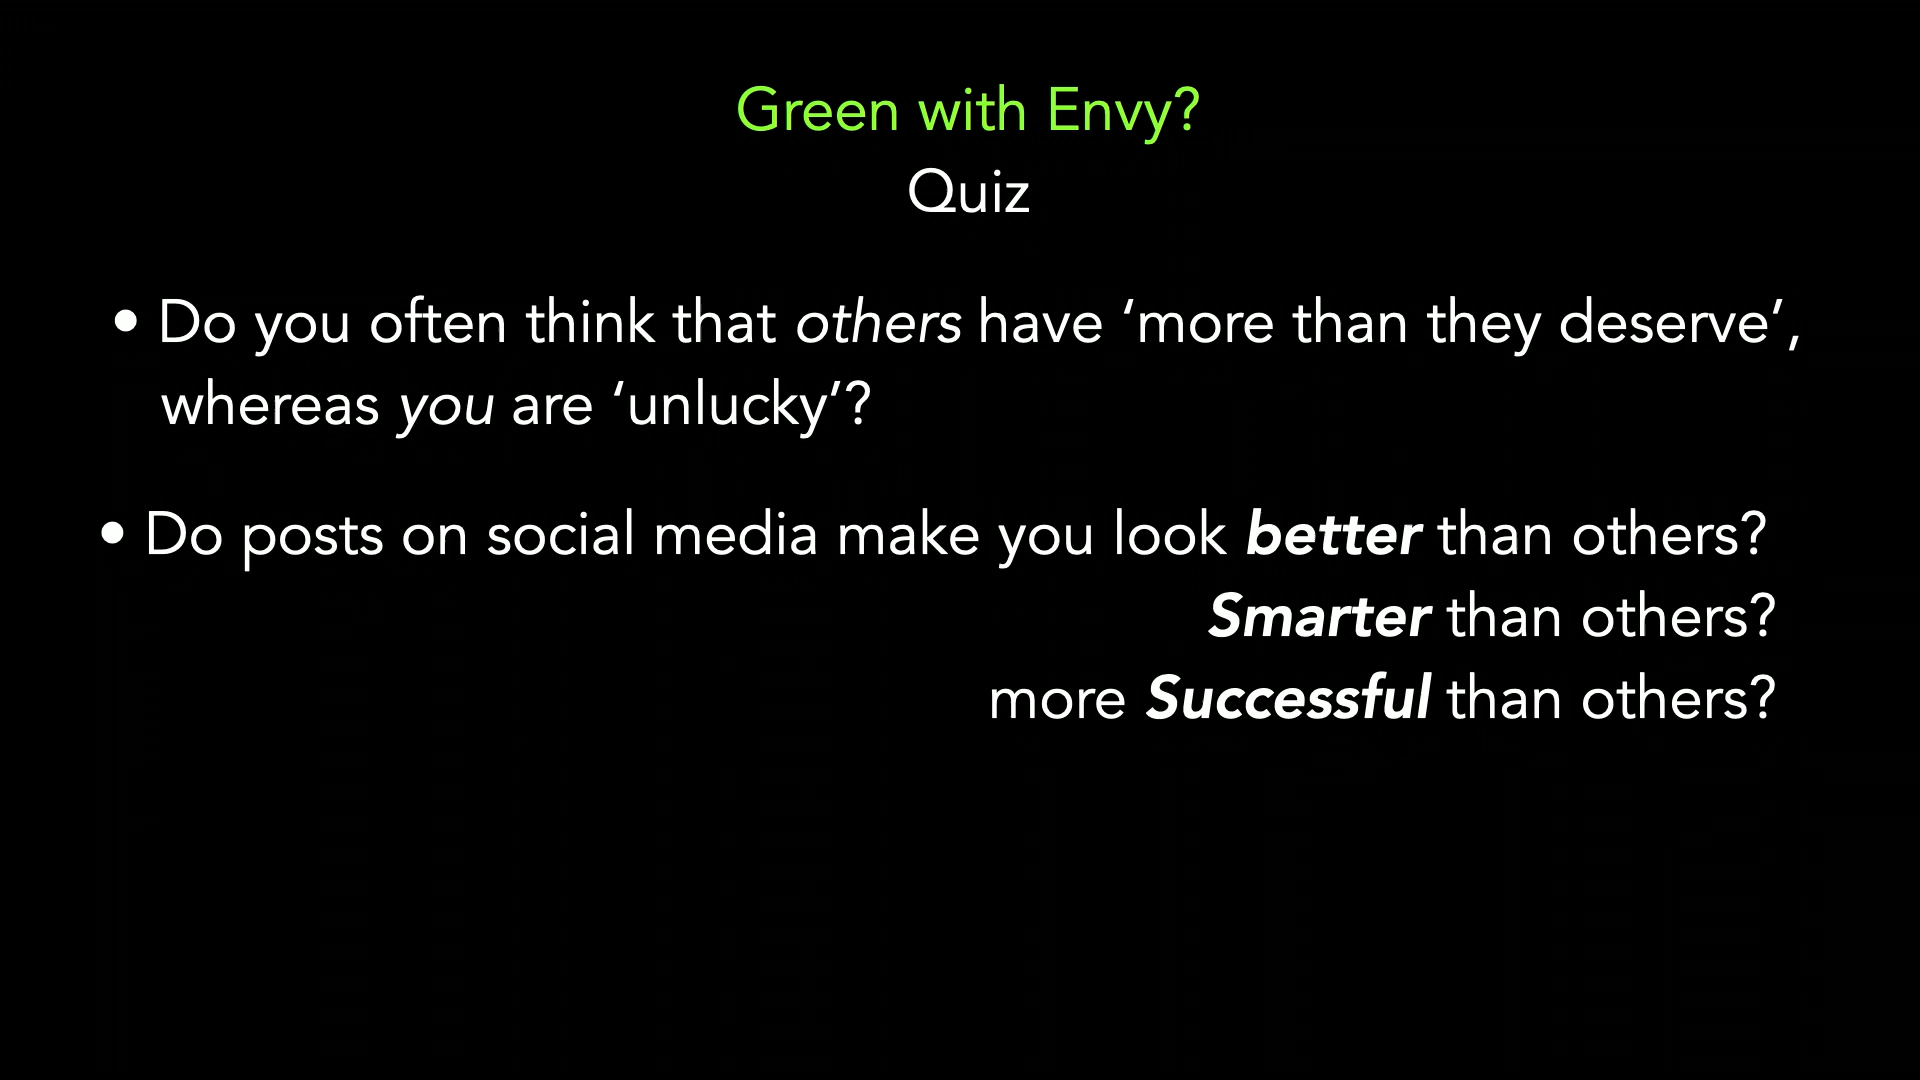 Green with Envy?
Quiz
• Do you often think that others have ‘more than they deserve’,
whereas you are ‘unlucky’?
• Do posts on social media make you look better than others?
Smarter than others?
more Successful than others?